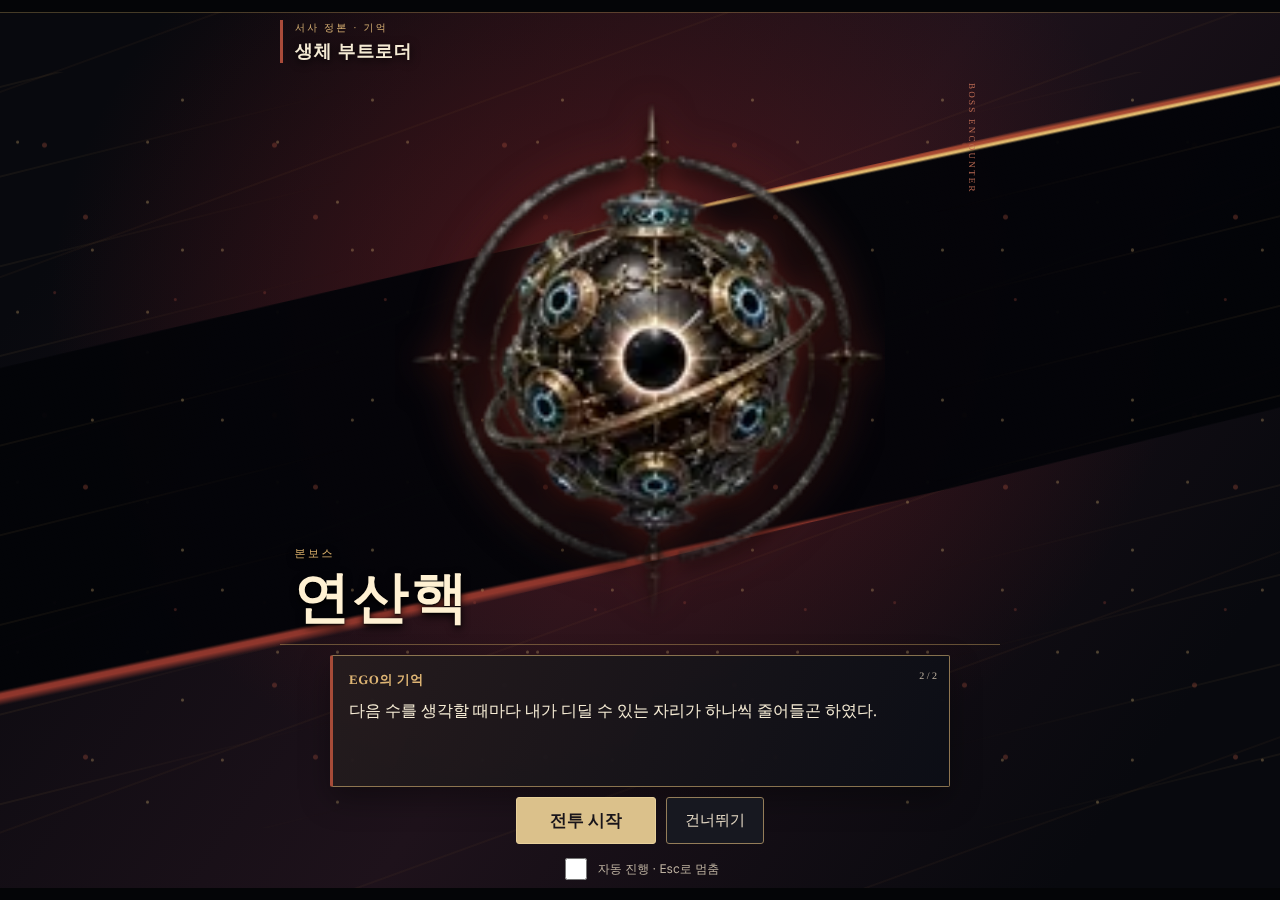 서사 정본 · 기억
생체 부트로더
BOSS ENCOUNTER
본보스
연산핵
EGO의 기억
2 / 2
다음 수를 생각할 때마다 내가 디딜 수 있는 자리가 하나씩 줄어들곤 하였다.
전투 시작
건너뛰기
자동 진행 · Esc로 멈춤